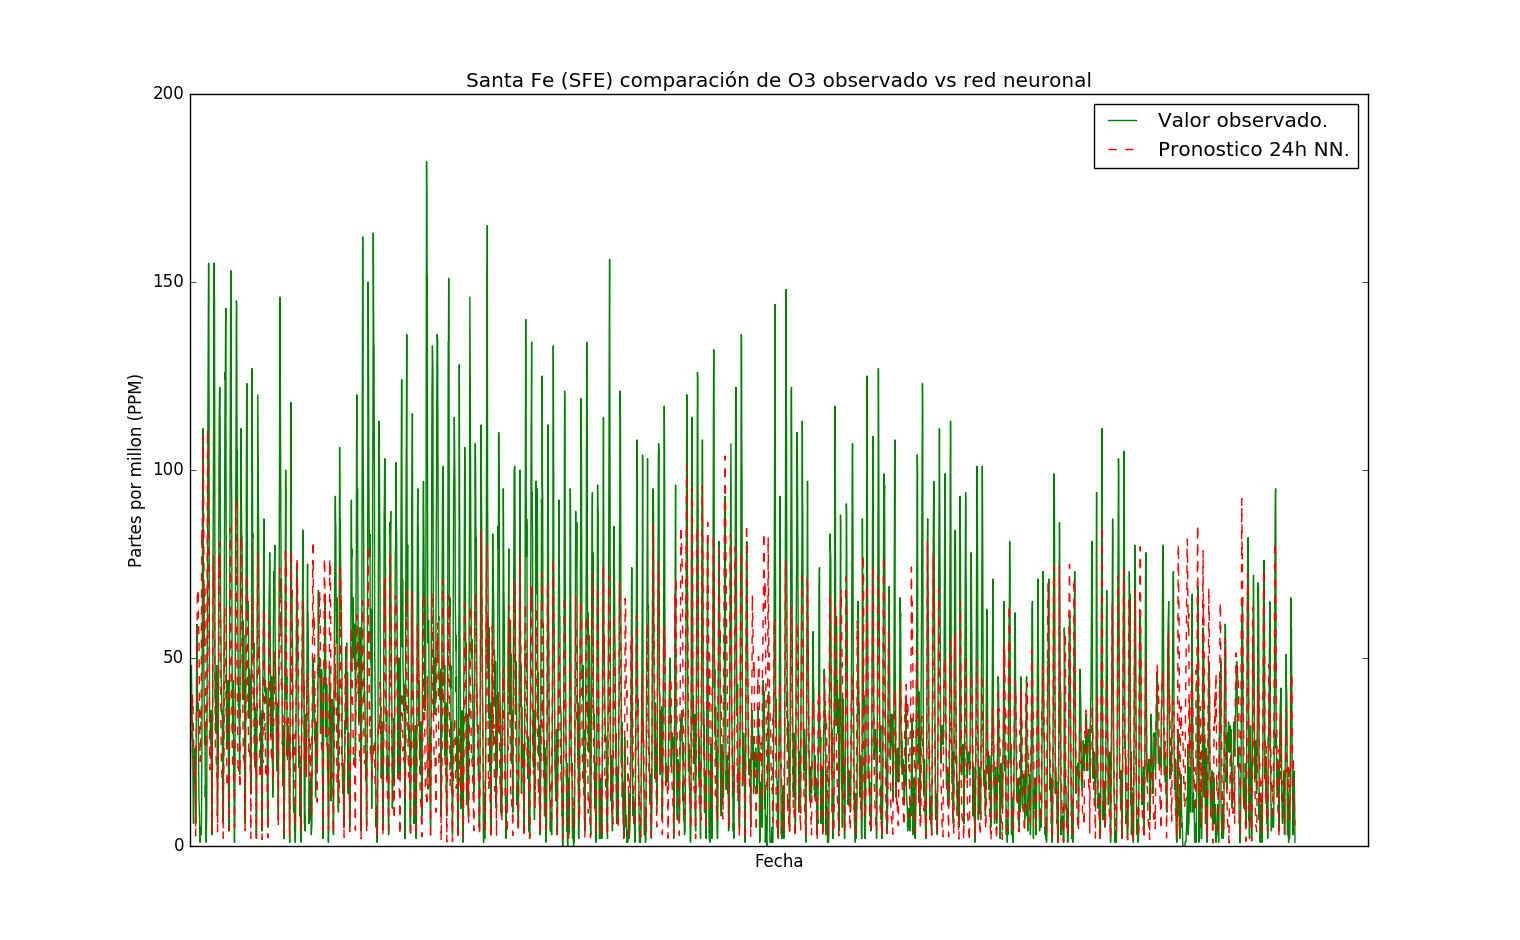 Santa Fe (SFE) comparación de O3 observado vs red neuronal
Valor observado.
Pronostico 24h NN.
Partes por millon (PPM)
200
150
100
50
0
Fecha